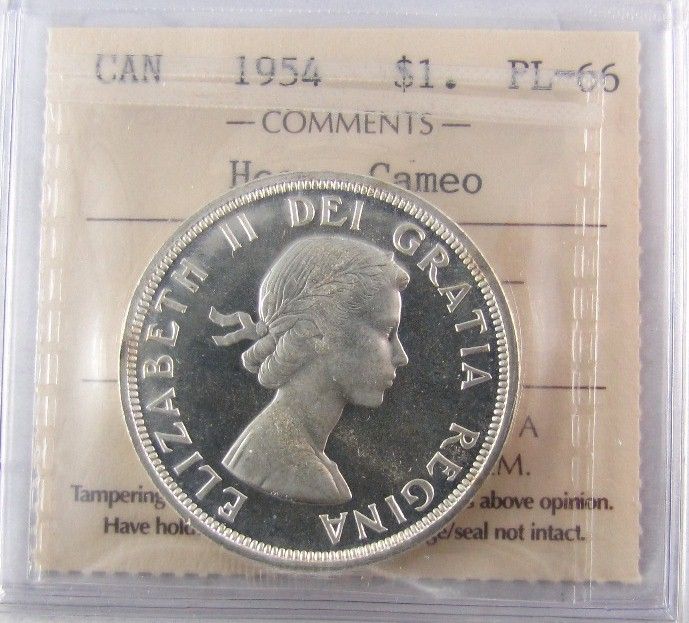 CAN 1954 $1. PL-66
— COMMENTS —
Cameo
ELIZABETH II DEI GRATIA REGINA
A
.M.
Tampering above opinion.
Have hold /seal not intact.